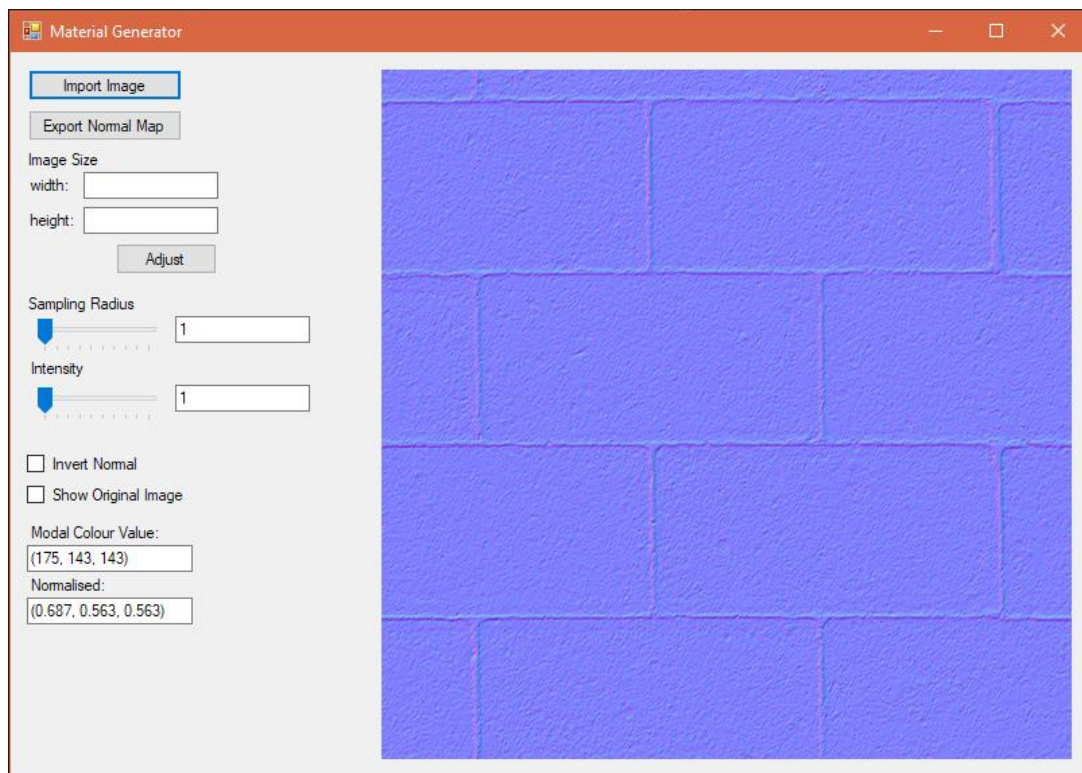 Material Generator
Import Image
Export Normal Map
Image Size
width:
height:
Adjust
Sampling Radius
1
Intensity
1
Invert Normal
Show Original Image
Modal Colour Value:
(175, 143, 143)
Normalised:
(0.687, 0.563, 0.563)